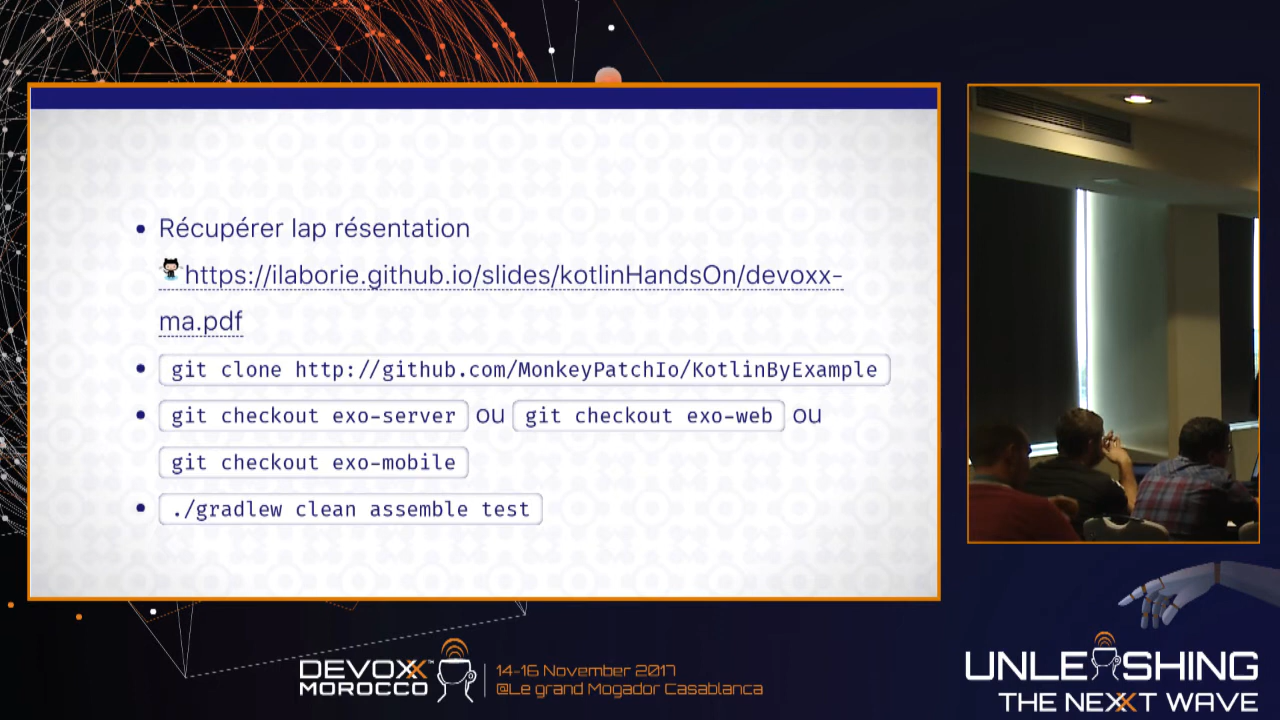 Récupérer lap résentation
https://ilaborie.github.io/slides/kotlinHandsOn/devoxx-
ma.pdf
git clone http://github.com/MonkeyPatchIo/KotlinByExample
git checkout exo-server ou git checkout exo-web ou
git checkout exo-mobile
./gradlew clean assemble test
DEVOXX™
MOROCCO
14-16 November 2017
@Le grand Mogador Casablanca
UNLEASHING
THE NEXXT WAVE